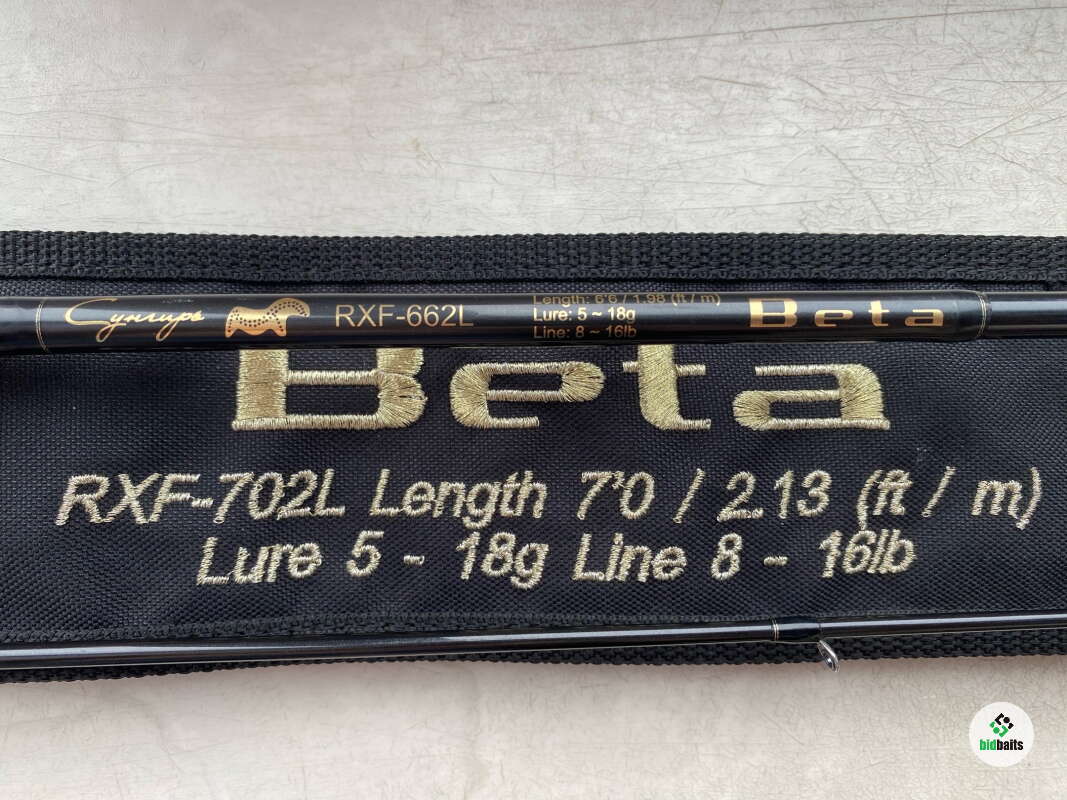 Сунгирь RXF-662L Length: 6'6 / 1.98 (ft / m) Beta
Lure: 5 ~ 18g
Line: 8 ~ 16lb
Beta
RXF-702L Length 7'0 / 2.13 (ft / m)
Lure 5 - 18g Line 8 - 16lb
bidbaits